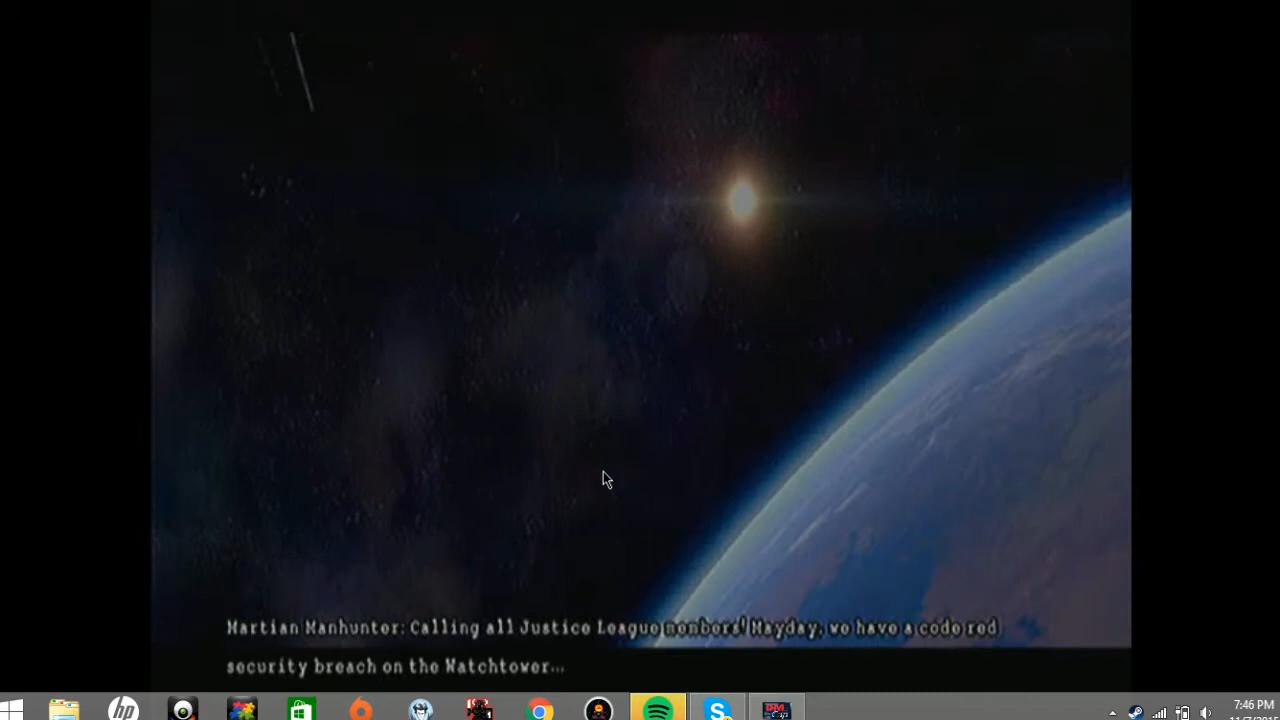 Martian Manhunter: Calling all Justice League members! Mayday, we have a code red
security breach on the Watchtower...
hp
7:46 PM